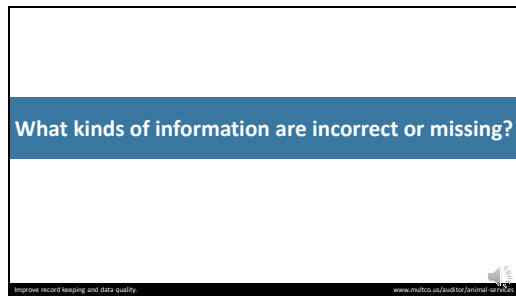 What kinds of information are incorrect or missing?
Improve record keeping and data quality.
www.multco.us/auditor/animal-services